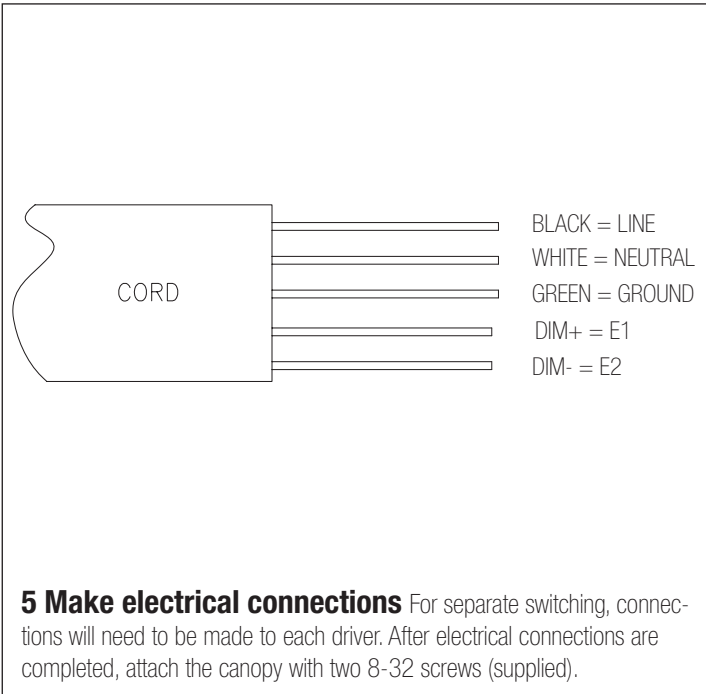 CORD
BLACK = LINE
WHITE = NEUTRAL
GREEN = GROUND
DIM+ = E1
DIM- = E2
5 Make electrical connections For separate switching, connec-
tions will need to be made to each driver. After electrical connections are
completed, attach the canopy with two 8-32 screws (supplied).